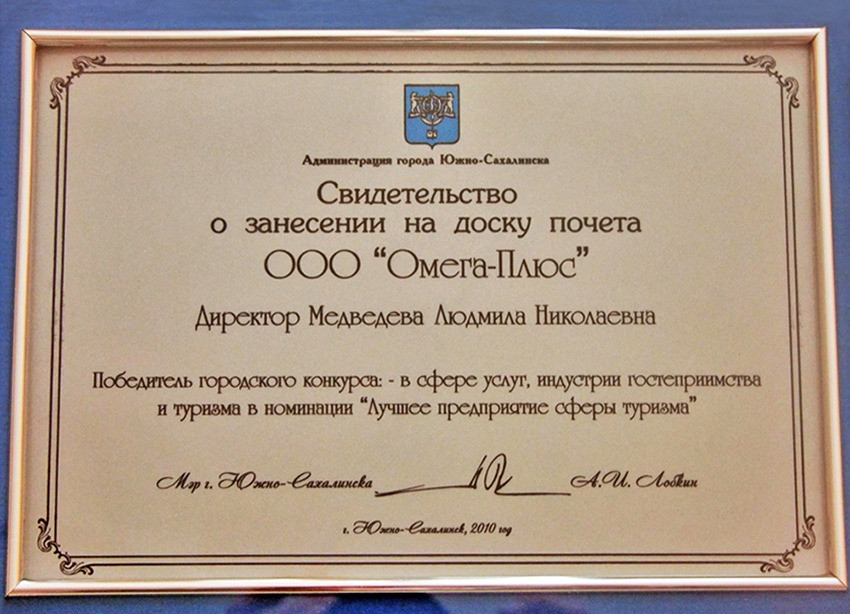 Администрация города Южно-Сахалинска
Свидетельство
о занесении на доску почета
ООО “Омега-Плюс”
Директор Медведева Людмила Николаевна
Победитель городского конкурса: - в сфере услуг, индустрии гостеприимства
и туризма в номинации “Лучшее предприятие сферы туризма”
Мэр г. Южно-Сахалинска А.И. Лобкин
г. Южно-Сахалинск, 2010 год